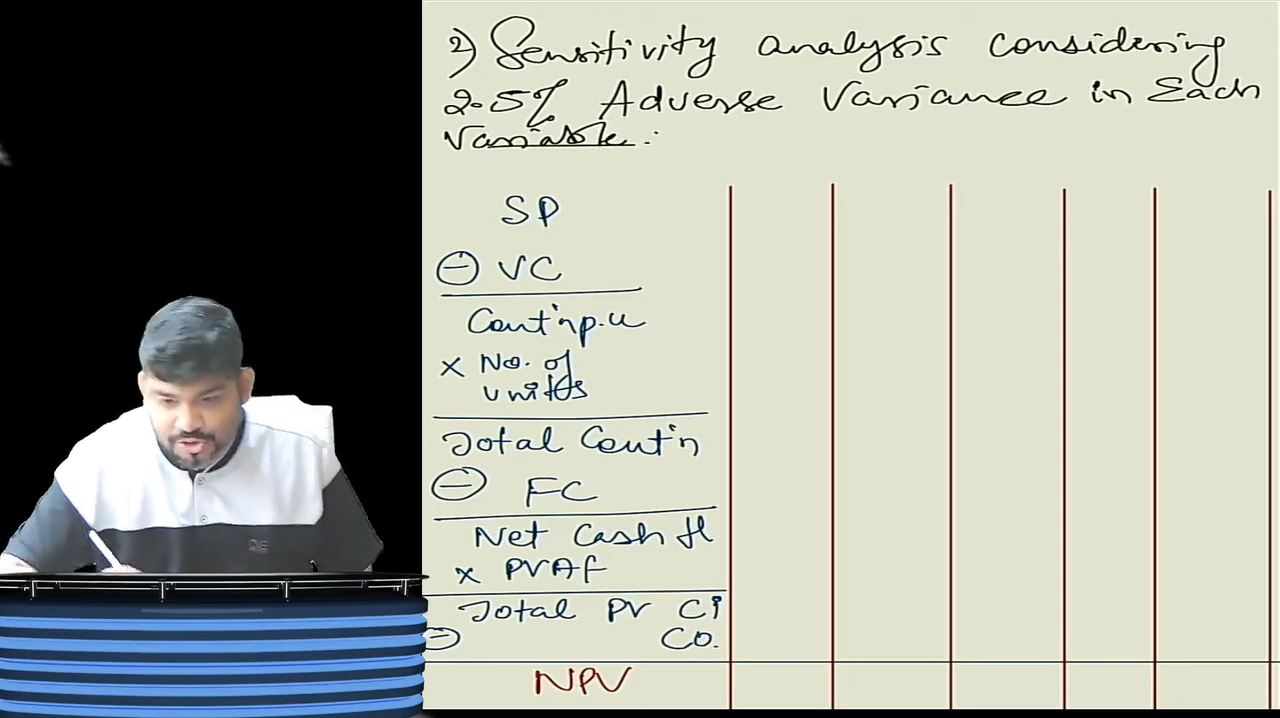 2) Sensitivity analysis considering
2.5% Adverse Variance in Each
Variable:
SP
⊖ VC
Cont'n p.u
× No. of
units
Total Cont'n
⊖ FC
Net Cash fl
× PVAF
Total PV CI
⊖ CO.
NPV